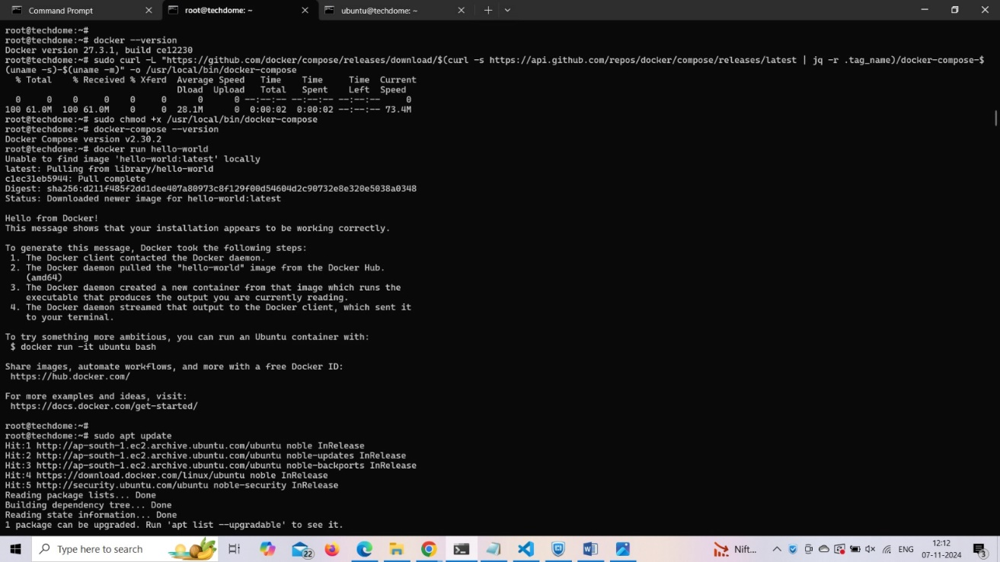 Command Prompt
root@techdome: ~
ubuntu@techdome: ~
root@techdome:~#
root@techdome:~# docker --version
Docker version 27.3.1, build ce12230
root@techdome:~# sudo curl -L "https://github.com/docker/compose/releases/download/$(curl -s https://api.github.com/repos/docker/compose/releases/latest | jq -r .tag_name)/docker-compose-$
(uname -s)-$(uname -m)" -o /usr/local/bin/docker-compose
% Total % Received % Xferd Average Speed Time Time Time Current
Dload Upload Total Spent Left Speed
0 0 0 0 0 0 0 0 --:--:-- --:--:-- --:--:-- 0
100 61.0M 100 61.0M 0 0 28.1M 0 0:00:02 0:00:02 --:--:-- 73.4M
root@techdome:~# sudo chmod +x /usr/local/bin/docker-compose
root@techdome:~# docker-compose --version
Docker Compose version v2.30.2
root@techdome:~# docker run hello-world
Unable to find image 'hello-world:latest' locally
latest: Pulling from library/hello-world
c1ec31eb5944: Pull complete
Digest: sha256:d211f485f2dd1dee407a80973c8f129f00d54604d2c90732e8e320e5038a0348
Status: Downloaded newer image for hello-world:latest
Hello from Docker!
This message shows that your installation appears to be working correctly.
To generate this message, Docker took the following steps:
1. The Docker client contacted the Docker daemon.
2. The Docker daemon pulled the "hello-world" image from the Docker Hub.
(amd64)
3. The Docker daemon created a new container from that image which runs the
executable that produces the output you are currently reading.
4. The Docker daemon streamed that output to the Docker client, which sent it
to your terminal.
To try something more ambitious, you can run an Ubuntu container with:
$ docker run -it ubuntu bash
Share images, automate workflows, and more with a free Docker ID:
https://hub.docker.com/
For more examples and ideas, visit:
https://docs.docker.com/get-started/
root@techdome:~#
root@techdome:~# sudo apt update
Hit:1 http://ap-south-1.ec2.archive.ubuntu.com/ubuntu noble InRelease
Hit:2 http://ap-south-1.ec2.archive.ubuntu.com/ubuntu noble-updates InRelease
Hit:3 http://ap-south-1.ec2.archive.ubuntu.com/ubuntu noble-backports InRelease
Hit:4 https://download.docker.com/linux/ubuntu noble InRelease
Hit:5 http://security.ubuntu.com/ubuntu noble-security InRelease
Reading package lists... Done
Building dependency tree... Done
Reading state information... Done
1 package can be upgraded. Run 'apt list --upgradable' to see it.
Type here to search
22
Nift...
ENG
12:12
07-11-2024
3